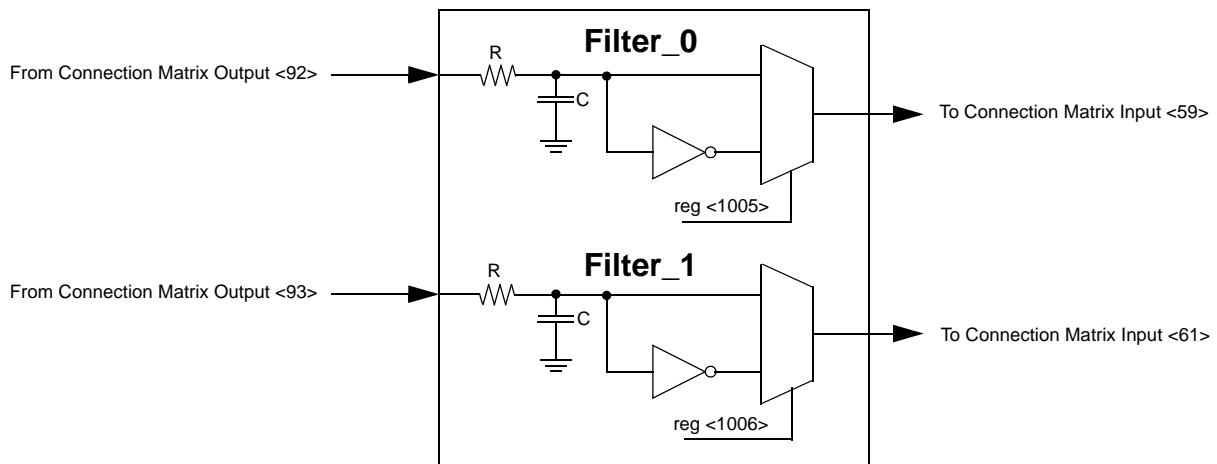 Filter_0
R
From Connection Matrix Output <92>
C
To Connection Matrix Input <59>
reg <1005>
Filter_1
R
From Connection Matrix Output <93>
C
To Connection Matrix Input <61>
reg <1006>